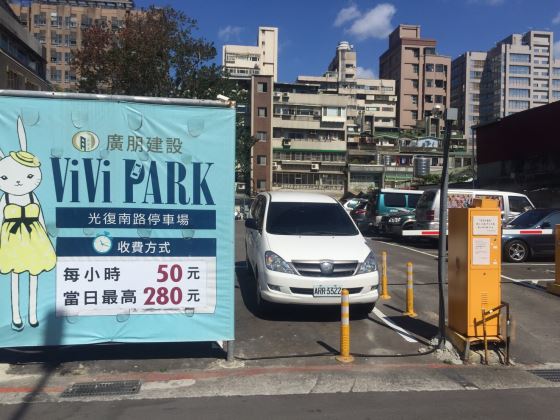 廣朋建設
ViVi PARK
光復南路停車場
收費方式
每小時 50元
當日最高 280元